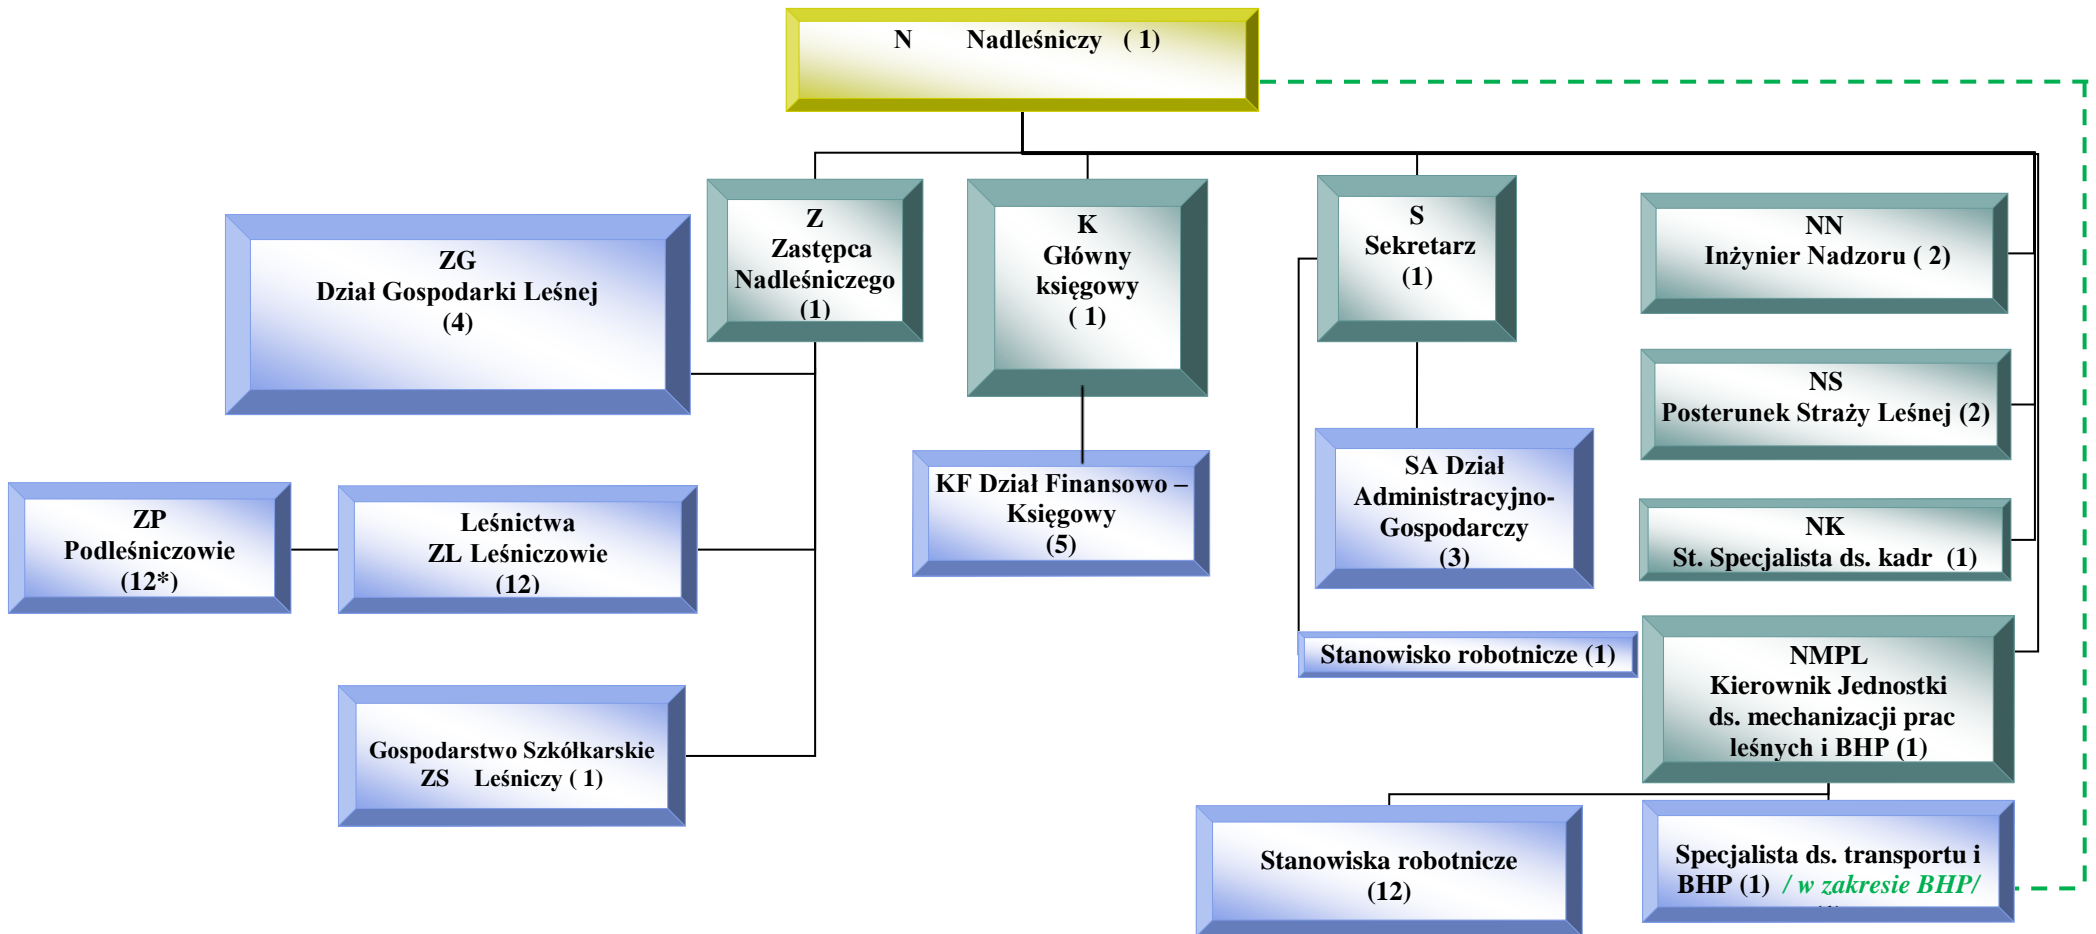 N Nadleśniczy ( 1)
ZG
Dział Gospodarki Leśnej
(4)
Z
Zastępca
Nadleśniczego
(1)
K
Główny
księgowy
( 1)
S
Sekretarz
(1)
NN
Inżynier Nadzoru ( 2)
NS
Posterunek Straży Leśnej (2)
ZP
Podleśniczowie
(12*)
Leśnictwa
ZL Leśniczowie
(12)
KF Dział Finansowo –
Księgowy
(5)
SA Dział
Administracyjno-
Gospodarczy
(3)
NK
St. Specjalista ds. kadr (1)
Stanowisko robotnicze (1)
NMPL
Kierownik Jednostki
ds. mechanizacji prac
leśnych i BHP (1)
Gospodarstwo Szkółkarskie
ZS Leśniczy ( 1)
Stanowiska robotnicze
(12)
Specjalista ds. transportu i
BHP (1) / w zakresie BHP/